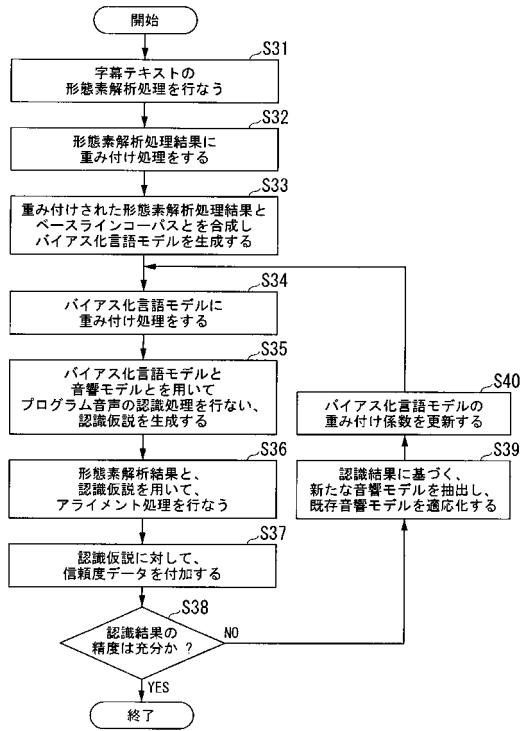 開始
S31
字幕テキストの
形態素解析処理を行なう
S32
形態素解析処理結果に
重み付け処理をする
S33
重み付けされた形態素解析処理結果と
ベースラインコーパスとを合成し
バイアス化言語モデルを生成する
S34
バイアス化言語モデルに
重み付け処理をする
S35
バイアス化言語モデルと
音響モデルとを用いて
プログラム音声の認識処理を行ない、
認識仮説を生成する
S36
形態素解析結果と、
認識仮説を用いて、
アライメント処理を行なう
S37
認識仮説に対して、
信頼度データを付加する
S38
認識結果の
精度は充分か ?
NO
YES
終了
S39
認識結果に基づく、
新たな音響モデルを抽出し、
既存音響モデルを適応化する
S40
バイアス化言語モデルの
重み付け係数を更新する